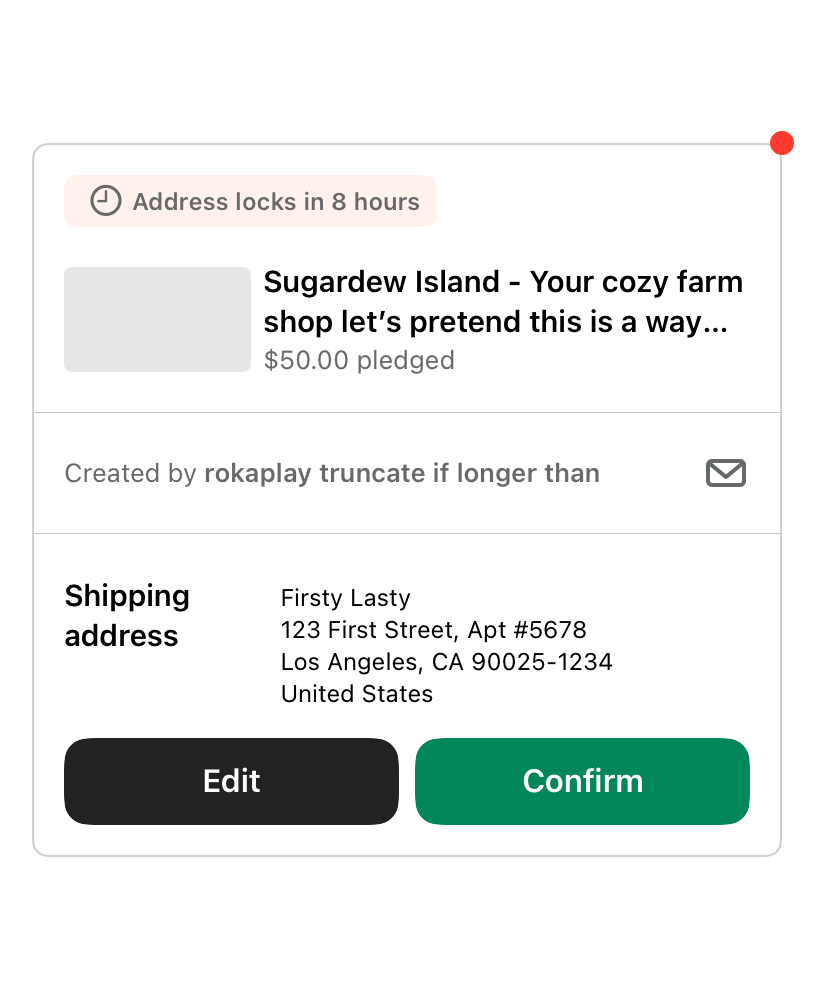 Address locks in 8 hours
Sugardew Island - Your cozy farm
shop let’s pretend this is a way...
$50.00 pledged
Created by rokaplay truncate if longer than
Shipping
address
Firsty Lasty
123 First Street, Apt #5678
Los Angeles, CA 90025-1234
United States
Edit
Confirm